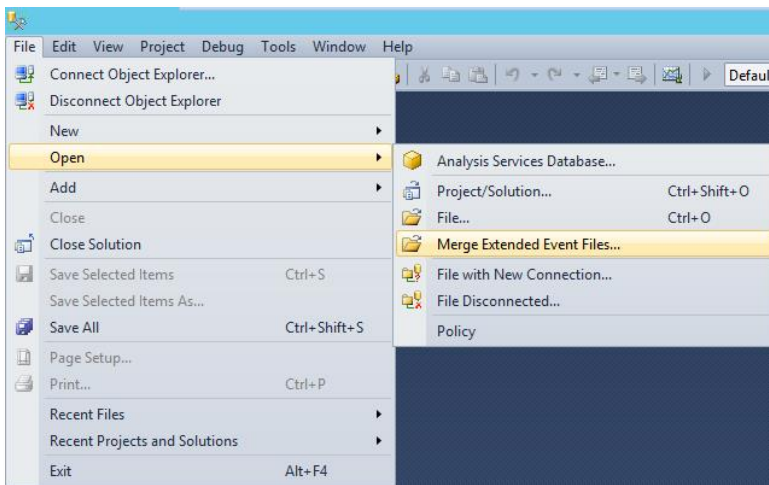 File Edit View Project Debug Tools Window Help
Connect Object Explorer...
Disconnect Object Explorer
New
Open
Add
Close
Close Solution
Save Selected Items Ctrl+S
Save Selected Items As...
Save All Ctrl+Shift+S
Page Setup...
Print... Ctrl+P
Recent Files
Recent Projects and Solutions
Exit Alt+F4
Defaul
Analysis Services Database...
Project/Solution... Ctrl+Shift+O
File... Ctrl+O
Merge Extended Event Files...
File with New Connection...
File Disconnected...
Policy